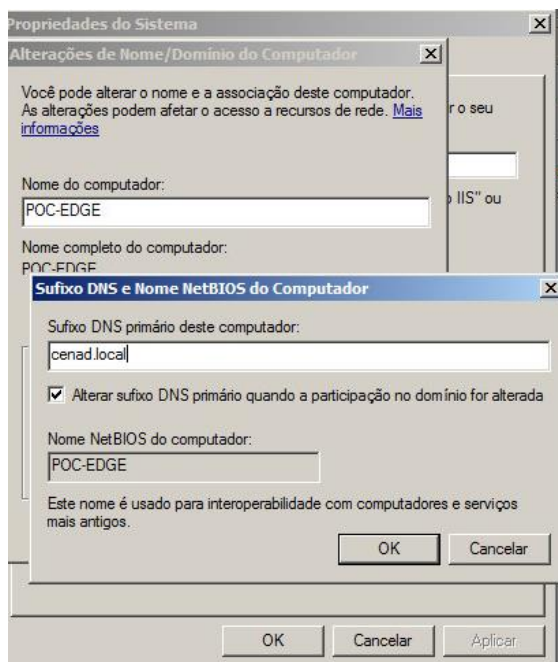 Propriedades do Sistema
Alterações de Nome/Domínio do Computador
Você pode alterar o nome e a associação deste computador.
As alterações podem afetar o acesso a recursos de rede. Mais
informações
r o seu
Nome do computador:
POC-EDGE
IIS" ou
Nome completo do computador:
POC-EDGE
Sufixo DNS e Nome NetBIOS do Computador
Sufixo DNS primário deste computador:
cenad.local
Alterar sufixo DNS primário quando a participação no domínio for alterada
Nome NetBIOS do computador:
POC-EDGE
Este nome é usado para interoperabilidade com computadores e serviços
mais antigos.
OK Cancelar
OK Cancelar Aplicar